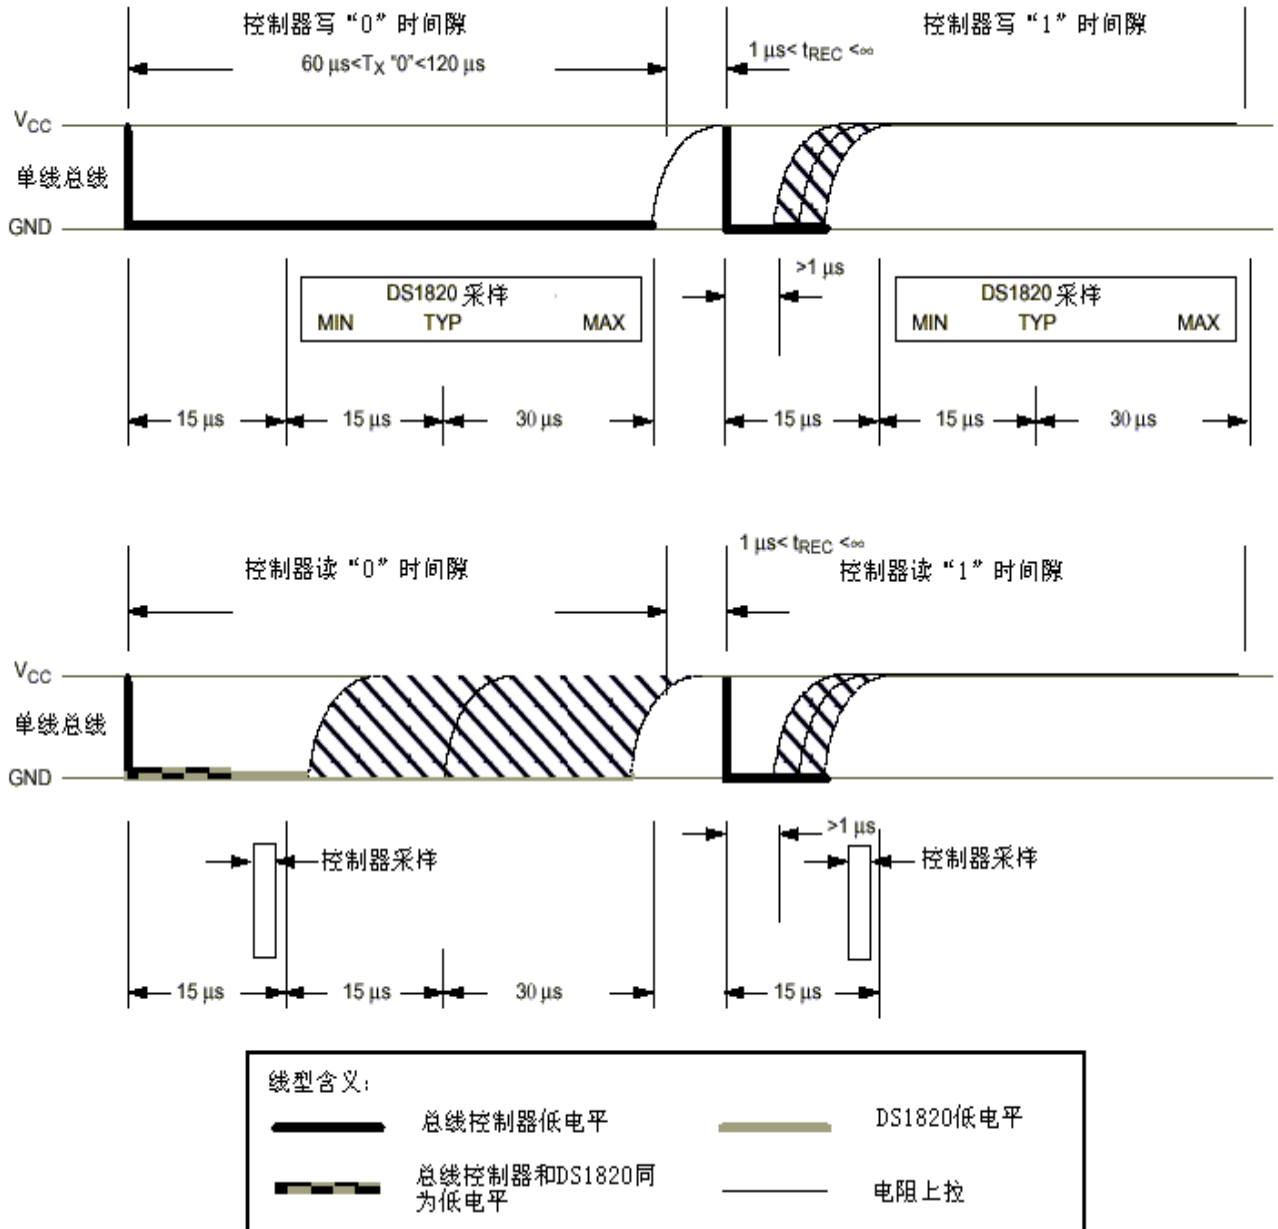 控制器写“0”时间隙
控制器写“1”时间隙
60 μs<TX "0"<120 μs
1 μs< tREC <∞
VCC
单线总线
GND
>1 μs
DS1820 采样
MIN TYP MAX
DS1820 采样
MIN TYP MAX
15 μs 15 μs 30 μs
15 μs 15 μs 30 μs
1 μs< tREC <∞
控制器读“0”时间隙
控制器读“1”时间隙
VCC
单线总线
GND
>1 μs
控制器采样
控制器采样
15 μs 15 μs 30 μs
15 μs
线型含义:
总线控制器低电平
DS1820低电平
总线控制器和DS1820同
为低电平
电阻上拉